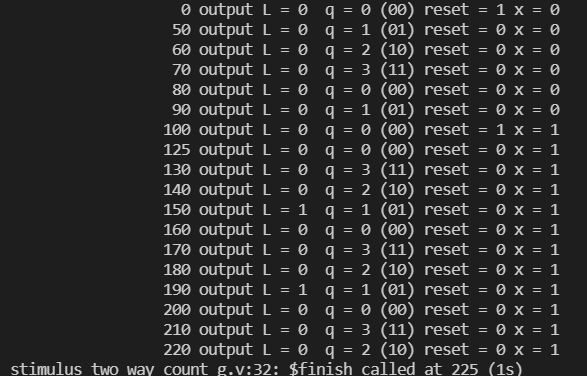 0 output L = 0  q = 0 (00) reset = 1 x = 0
50 output L = 0  q = 1 (01) reset = 0 x = 0
60 output L = 0  q = 2 (10) reset = 0 x = 0
70 output L = 0  q = 3 (11) reset = 0 x = 0
80 output L = 0  q = 0 (00) reset = 0 x = 0
90 output L = 0  q = 1 (01) reset = 0 x = 0
100 output L = 0  q = 0 (00) reset = 1 x = 1
125 output L = 0  q = 0 (00) reset = 0 x = 1
130 output L = 0  q = 3 (11) reset = 0 x = 1
140 output L = 0  q = 2 (10) reset = 0 x = 1
150 output L = 1  q = 1 (01) reset = 0 x = 1
160 output L = 0  q = 0 (00) reset = 0 x = 1
170 output L = 0  q = 3 (11) reset = 0 x = 1
180 output L = 0  q = 2 (10) reset = 0 x = 1
190 output L = 1  q = 1 (01) reset = 0 x = 1
200 output L = 0  q = 0 (00) reset = 0 x = 1
210 output L = 0  q = 3 (11) reset = 0 x = 1
220 output L = 0  q = 2 (10) reset = 0 x = 1
stimulus_two_way_count_g.v:32: $finish called at 225 (1s)